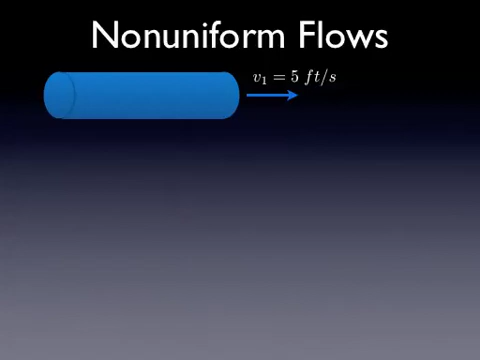 Nonuniform Flows
v₁ = 5 ft/s